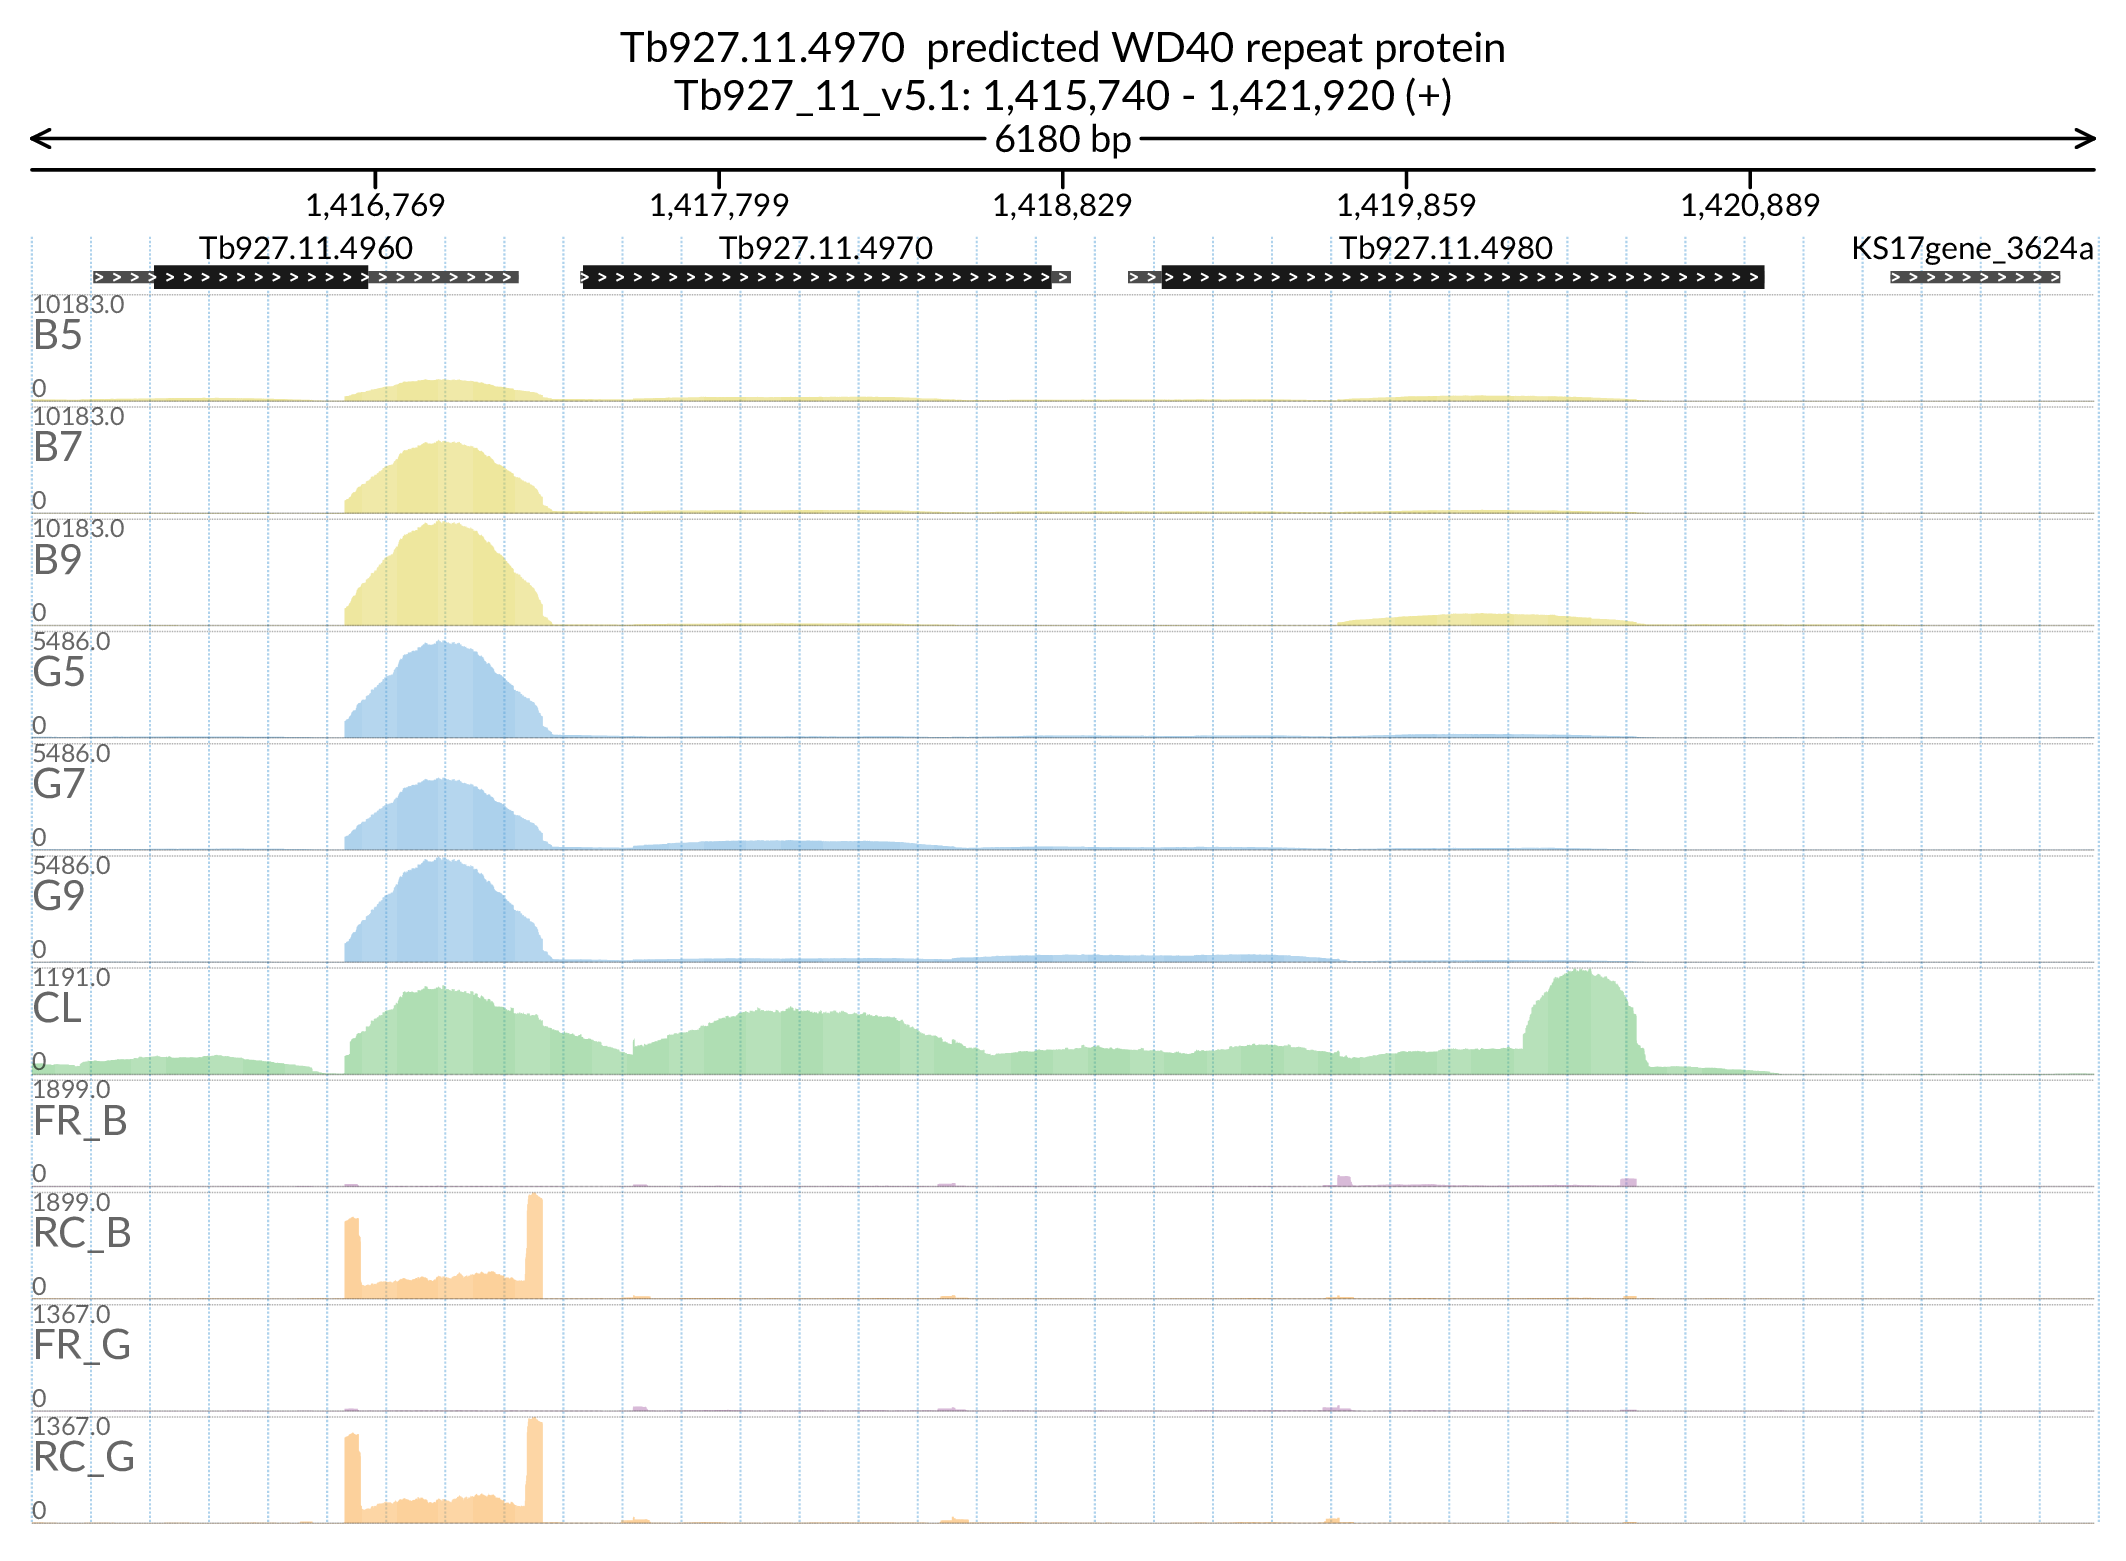 Tb927.11.4970  predicted WD40 repeat protein
Tb927_11_v5.1: 1,415,740 - 1,421,920 (+)
6180 bp
1,416,769 1,417,799 1,418,829 1,419,859 1,420,889
Tb927.11.4960 Tb927.11.4970 Tb927.11.4980 KS17gene_3624a
10183.0
B5
0
10183.0
B7
0
10183.0
B9
0
5486.0
G5
0
5486.0
G7
0
5486.0
G9
0
1191.0
CL
0
1899.0
FR_B
0
1899.0
RC_B
0
1367.0
FR_G
0
1367.0
RC_G
0